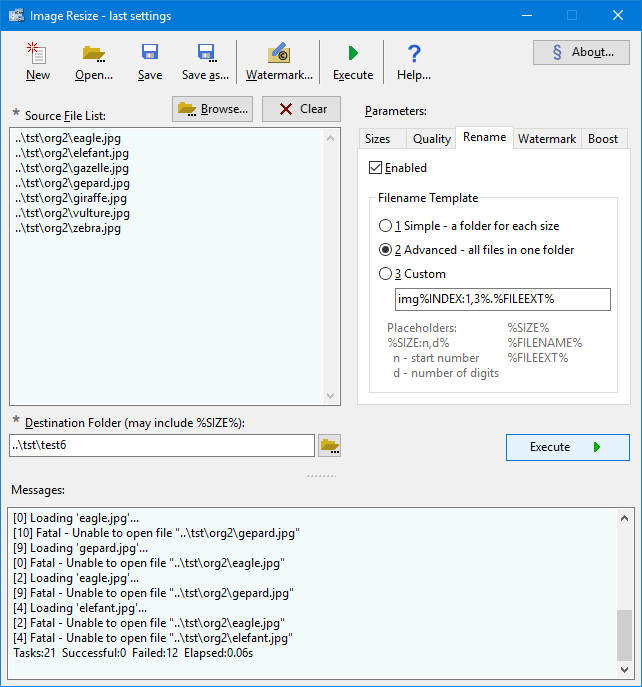 Image Resize - last settings
New
Open...
Save
Save as...
Watermark...
Execute
Help...
§ About...
* Source File List:
Browse...
Clear
..\tst\org2\eagle.jpg
..\tst\org2\elefant.jpg
..\tst\org2\gazelle.jpg
..\tst\org2\gepard.jpg
..\tst\org2\giraffe.jpg
..\tst\org2\vulture.jpg
..\tst\org2\zebra.jpg
Parameters:
Sizes
Quality
Rename
Watermark
Boost
Enabled
Filename Template
1 Simple - a folder for each size
2 Advanced - all files in one folder
3 Custom
img%INDEX:1,3%.%FILEEXT%
Placeholders: %SIZE%
%SIZE:n,d% %FILENAME%
n - start number %FILEEXT%
d - number of digits
* Destination Folder (may include %SIZE%):
..\tst\test6
Execute
Messages:
[0] Loading 'eagle.jpg'...
[10] Fatal - Unable to open file "..\tst\org2\gepard.jpg"
[9] Loading 'gepard.jpg'...
[0] Fatal - Unable to open file "..\tst\org2\eagle.jpg"
[2] Loading 'eagle.jpg'...
[9] Fatal - Unable to open file "..\tst\org2\gepard.jpg"
[4] Loading 'elefant.jpg'...
[2] Fatal - Unable to open file "..\tst\org2\eagle.jpg"
[4] Fatal - Unable to open file "..\tst\org2\elefant.jpg"
Tasks:21 Successful:0 Failed:12 Elapsed:0.06s